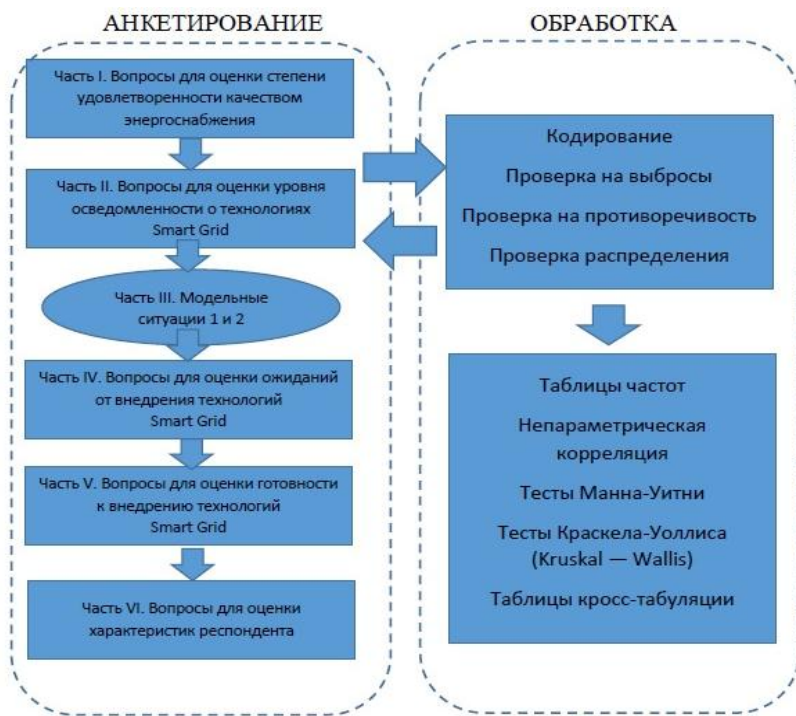 АНКЕТИРОВАНИЕ
Часть I. Вопросы для оценки степени
удовлетворенности качеством
энергоснабжения
Часть II. Вопросы для оценки уровня
осведомленности о технологиях
Smart Grid
Часть III. Модельные
ситуации 1 и 2
Часть IV. Вопросы для оценки ожиданий
от внедрения технологий
Smart Grid
Часть V. Вопросы для оценки готовности
к внедрению технологий
Smart Grid
Часть VI. Вопросы для оценки
характеристик респондента
ОБРАБОТКА
Кодирование
Проверка на выбросы
Проверка на противоречивость
Проверка распределения
Таблицы частот
Непараметрическая
корреляция
Тесты Манна-Уитни
Тесты Краскела-Уоллиса
(Kruskal — Wallis)
Таблицы кросс-табуляции